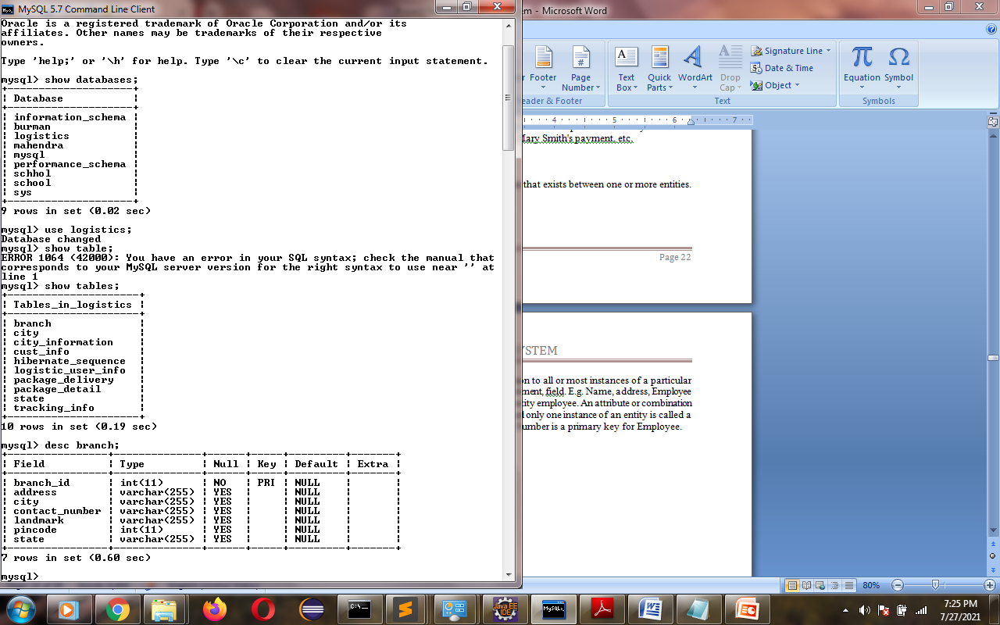 MySQL 5.7 Command Line Client
Oracle is a registered trademark of Oracle Corporation and/or its
affiliates. Other names may be trademarks of their respective
owners.
Type 'help;' or '\h' for help. Type '\c' to clear the current input statement.
mysql> show databases;
+--------------------+
| Database           |
+--------------------+
| information_schema |
| burman             |
| logistics          |
| mahendra           |
| mysql              |
| performance_schema |
| schhol             |
| school             |
| sys                |
+--------------------+
9 rows in set (0.02 sec)
mysql> use logistics;
Database changed
mysql> show table;
ERROR 1064 (42000): You have an error in your SQL syntax; check the manual that
corresponds to your MySQL server version for the right syntax to use near '' at
line 1
mysql> show tables;
+---------------------+
| Tables_in_logistics |
+---------------------+
| branch              |
| city                |
| city_information    |
| cust_info           |
| hibernate_sequence  |
| logistic_user_info  |
| package_delivery    |
| package_detail      |
| state               |
| tracking_info       |
+---------------------+
10 rows in set (0.19 sec)
mysql> desc branch;
+----------------+--------------+------+-----+---------+-------+
| Field          | Type         | Null | Key | Default | Extra |
+----------------+--------------+------+-----+---------+-------+
| branch_id      | int(11)      | NO   | PRI | NULL    |       |
| address        | varchar(255) | YES  |     | NULL    |       |
| city           | varchar(255) | YES  |     | NULL    |       |
| contact_number | varchar(255) | YES  |     | NULL    |       |
| landmark       | varchar(255) | YES  |     | NULL    |       |
| pincode        | int(11)      | YES  |     | NULL    |       |
| state          | varchar(255) | YES  |     | NULL    |       |
+----------------+--------------+------+-----+---------+-------+
7 rows in set (0.60 sec)
mysql>
em - Microsoft Word
r Footer
Page Number
Text Box
Quick Parts
WordArt
Drop Cap
Signature Line
Date & Time
Object
Equation
Symbol
eader & Footer
Text
Symbols
4 5 6 7
Mary Smith's payment, etc.
that exists between one or more entities.
Page 22
YSTEM
on to all or most instances of a particular
ment, field. E.g. Name, address, Employee
tity employee. An attribute or combination
d only one instance of an entity is called a
umber is a primary key for Employee.
80%
C:\_
Java EE
IDE
MySQL
7:25 PM
7/27/2021